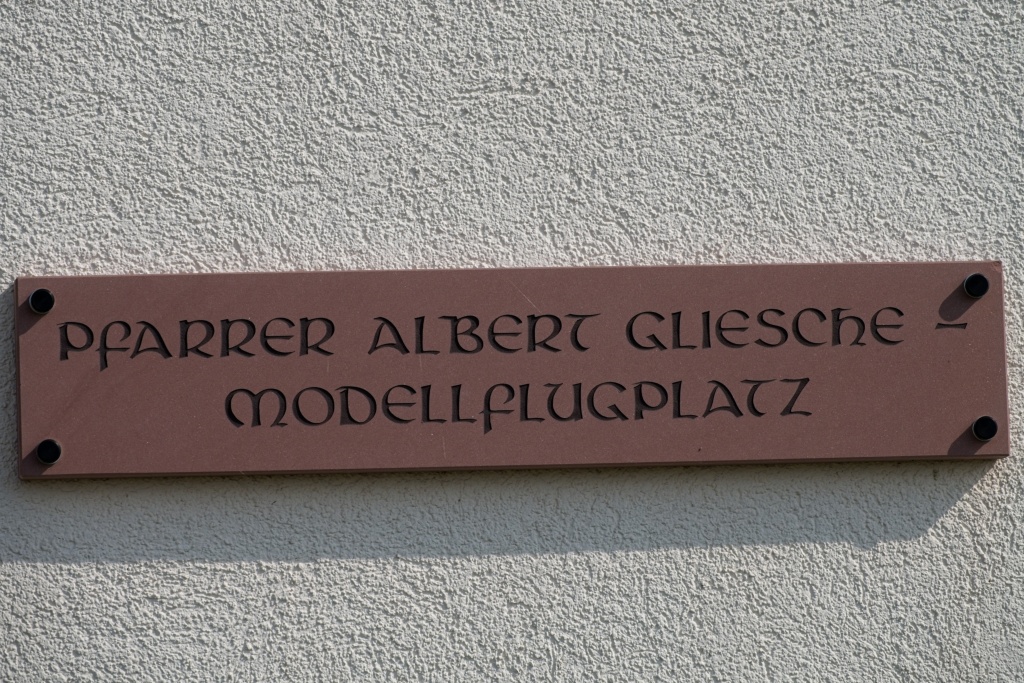 PFARRER ALBERT GLIESCHE –
MODELLFLUGPLATZ